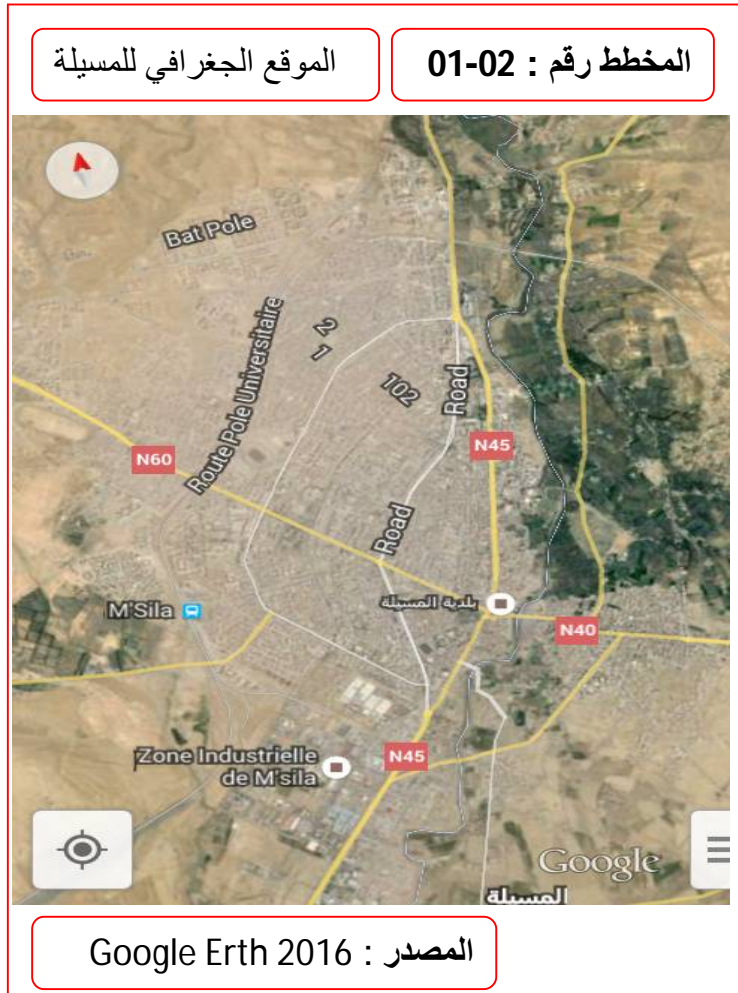 المخطط رقم : 02-01
الموقع الجغرافي للمسيلة
Bat Pole
Route Pole Universitaire
2
1
102
Road
N45
N60
Road
M'Sila
بلدية المسيلة
N40
Zone Industrielle
de M'sila
N45
Google
المسيلة
المصدر : Google Erth 2016